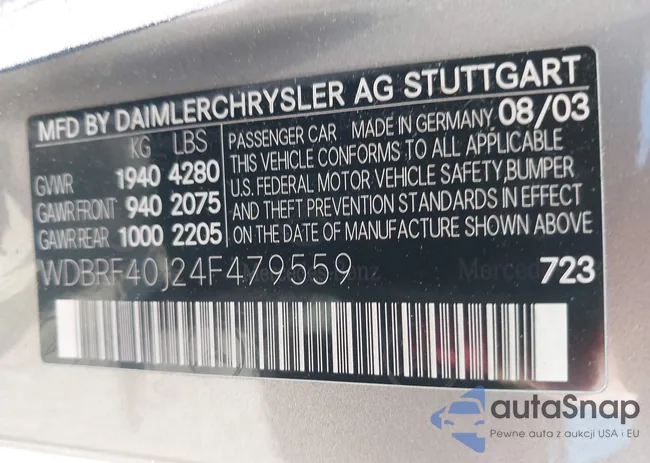 MFD BY DAIMLERCHRYSLER AG STUTTGART
KG LBS
GVWR 1940 4280
GAWR FRONT 940 2075
GAWR REAR 1000 2205
PASSENGER CAR MADE IN GERMANY 08/03
THIS VEHICLE CONFORMS TO ALL APPLICABLE
U.S. FEDERAL MOTOR VEHICLE SAFETY, BUMPER
AND THEFT PREVENTION STANDARDS IN EFFECT
ON THE DATE OF MANUFACTURE SHOWN ABOVE
WDBRF40J24F479559 723
autaSnap
Pewne auta z aukcji USA i EU